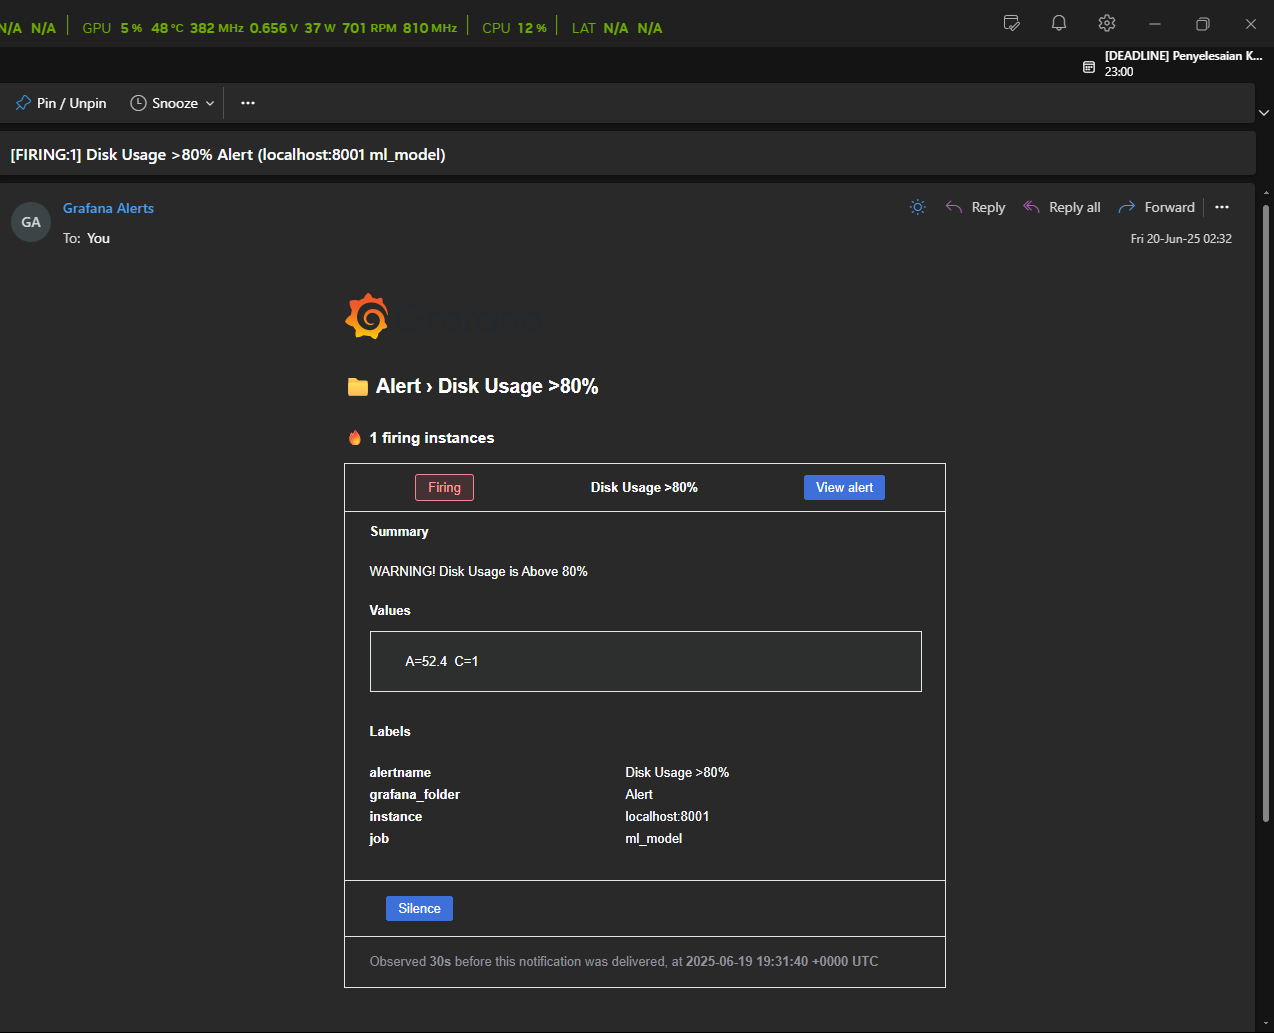 N/A N/A GPU 5 % 48 °C 382 MHz 0.656 V 37 W 701 RPM 810 MHz CPU 12 % LAT N/A N/A
[DEADLINE] Penyelesaian K...
23:00
Pin / Unpin Snooze
[FIRING:1] Disk Usage >80% Alert (localhost:8001 ml_model)
GA
Grafana Alerts
To: You
Reply Reply all Forward
Fri 20-Jun-25 02:32
Alert › Disk Usage >80%
1 firing instances
Firing Disk Usage >80% View alert
Summary
WARNING! Disk Usage is Above 80%
Values
A=52.4 C=1
Labels
alertname Disk Usage >80%
grafana_folder Alert
instance localhost:8001
job ml_model
Silence
Observed 30s before this notification was delivered, at 2025-06-19 19:31:40 +0000 UTC